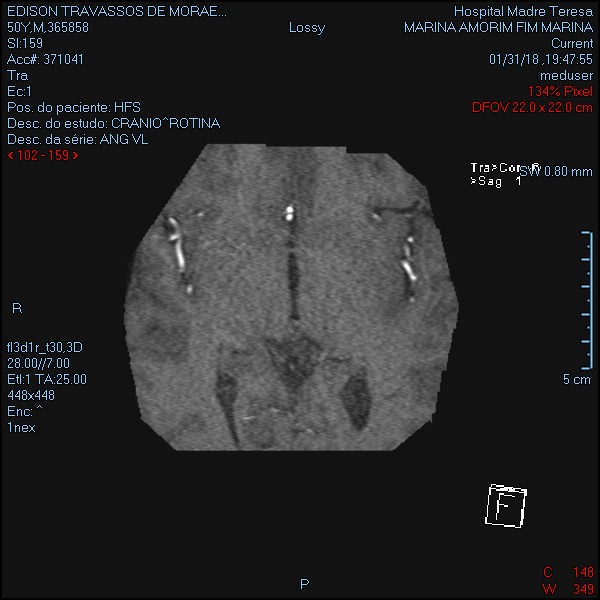 EDISON TRAVASSOS DE MORAE...
50Y,M,365858
Sl:159
Acc#: 371041
Tra
Ec:1
Pos. do paciente: HFS
Desc. do estudo: CRANIO^ROTINA
Desc. da série: ANG VL
< 102 - 159 >
Lossy
Hospital Madre Teresa
MARINA AMORIM FIM MARINA
Current
01/31/18 ,19:47:55
meduser
134% Pixel
DFOV 22.0 x 22.0 cm
Tra>Cor
>Sag 1
SW 0.80 mm
R
fl3d1r_t30,3D
28.00//7.00
Etl:1 TA:25.00
448x448
Enc: ^
1nex
5 cm
F
P
C 148
W 349